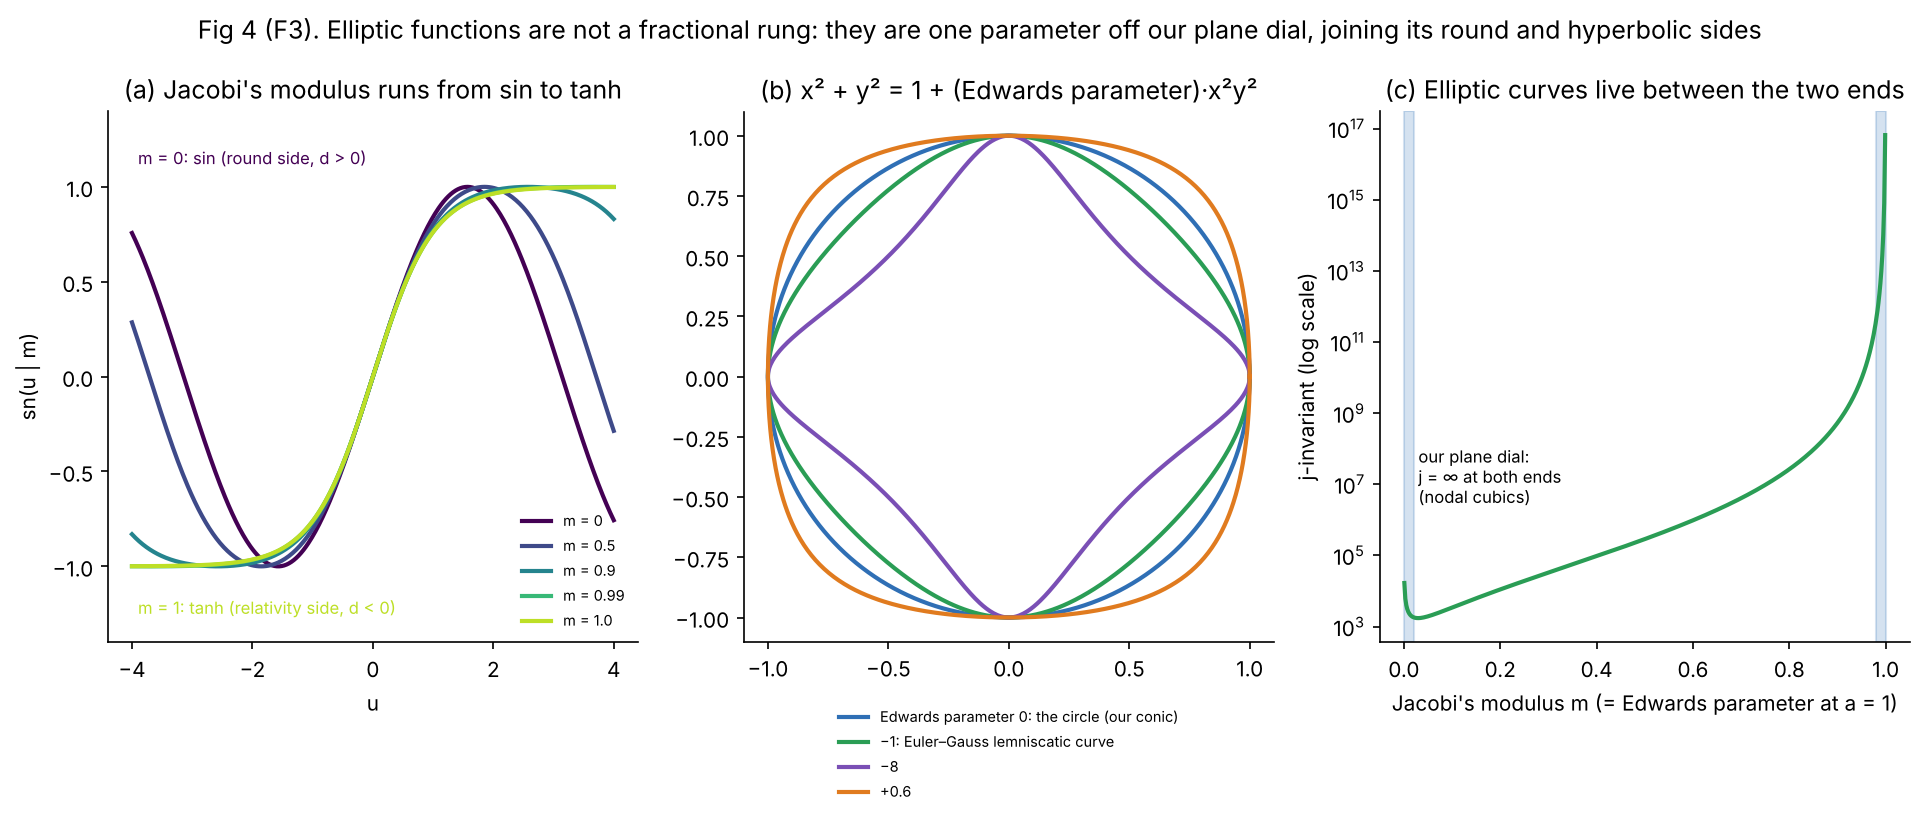 Fig 4 (F3). Elliptic functions are not a fractional rung: they are one parameter off our plane dial, joining its round and hyperbolic sides
(a) Jacobi's modulus runs from sin to tanh
m = 0: sin (round side, d > 0)
1.0
0.5
0.0
−0.5
−1.0
sn(u | m)
m = 0
m = 0.5
m = 0.9
m = 0.99
m = 1.0
m = 1: tanh (relativity side, d < 0)
−4
−2
0
2
4
u
(b) x² + y² = 1 + (Edwards parameter)·x²y²
1.00
0.75
0.50
0.25
0.00
−0.25
−0.50
−0.75
−1.00
−1.0
−0.5
0.0
0.5
1.0
Edwards parameter 0: the circle (our conic)
−1: Euler–Gauss lemniscatic curve
−8
+0.6
(c) Elliptic curves live between the two ends
10¹⁷
10¹⁵
10¹³
10¹¹
10⁹
10⁷
10⁵
10³
j-invariant (log scale)
our plane dial:
j = ∞ at both ends
(nodal cubics)
0.0
0.2
0.4
0.6
0.8
1.0
Jacobi's modulus m (= Edwards parameter at a = 1)